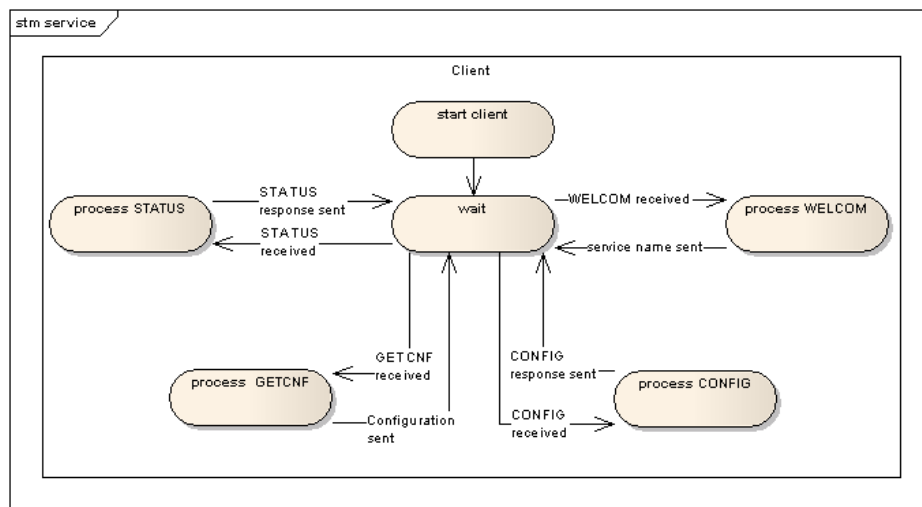 stm service
Client
start client
STATUS
response sent
process STATUS
wait
WELCOM received
process WELCOM
STATUS
received
service name sent
GETCNF
received
CONFIG
response sent
process  GETCNF
process CONFIG
Configuration
sent
CONFIG
received